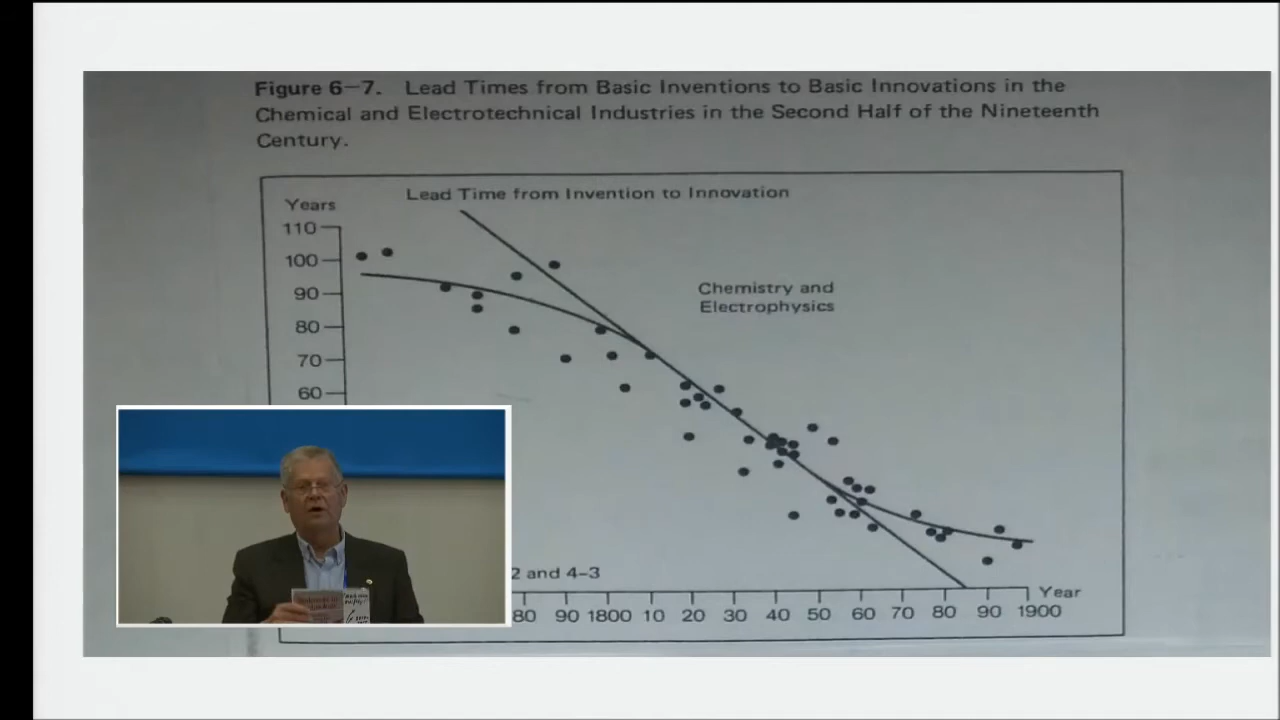 Figure 6-7. Lead Times from Basic Inventions to Basic Innovations in the
Chemical and Electrotechnical Industries in the Second Half of the Nineteenth
Century.
Lead Time from Invention to Innovation
Years
110
100
90
80
70
60
Chemistry and
Electrophysics
2 and 4-3
Year
80 90 1800 10 20 30 40 50 60 70 80 90 1900